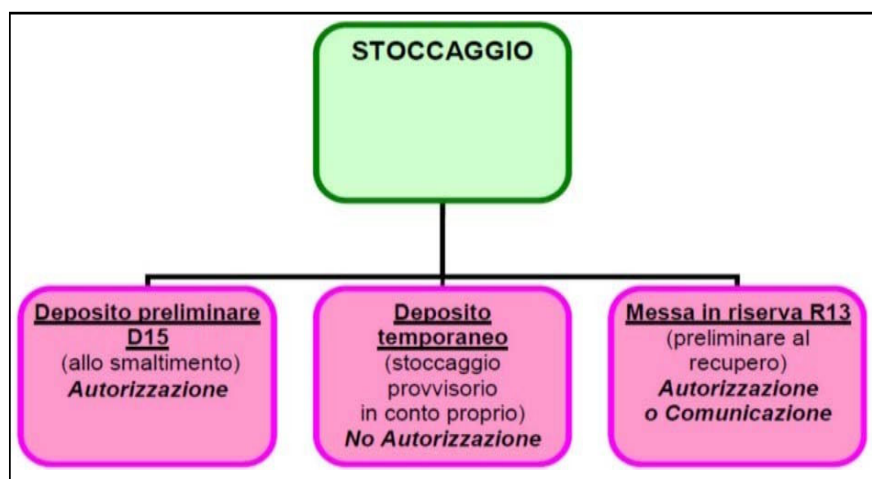 STOCCAGGIO
Deposito preliminare
D15
(allo smaltimento)
Autorizzazione
Deposito
temporaneo
(stoccaggio
provvisorio
in conto proprio)
No Autorizzazione
Messa in riserva R13
(preliminare al
recupero)
Autorizzazione
o Comunicazione